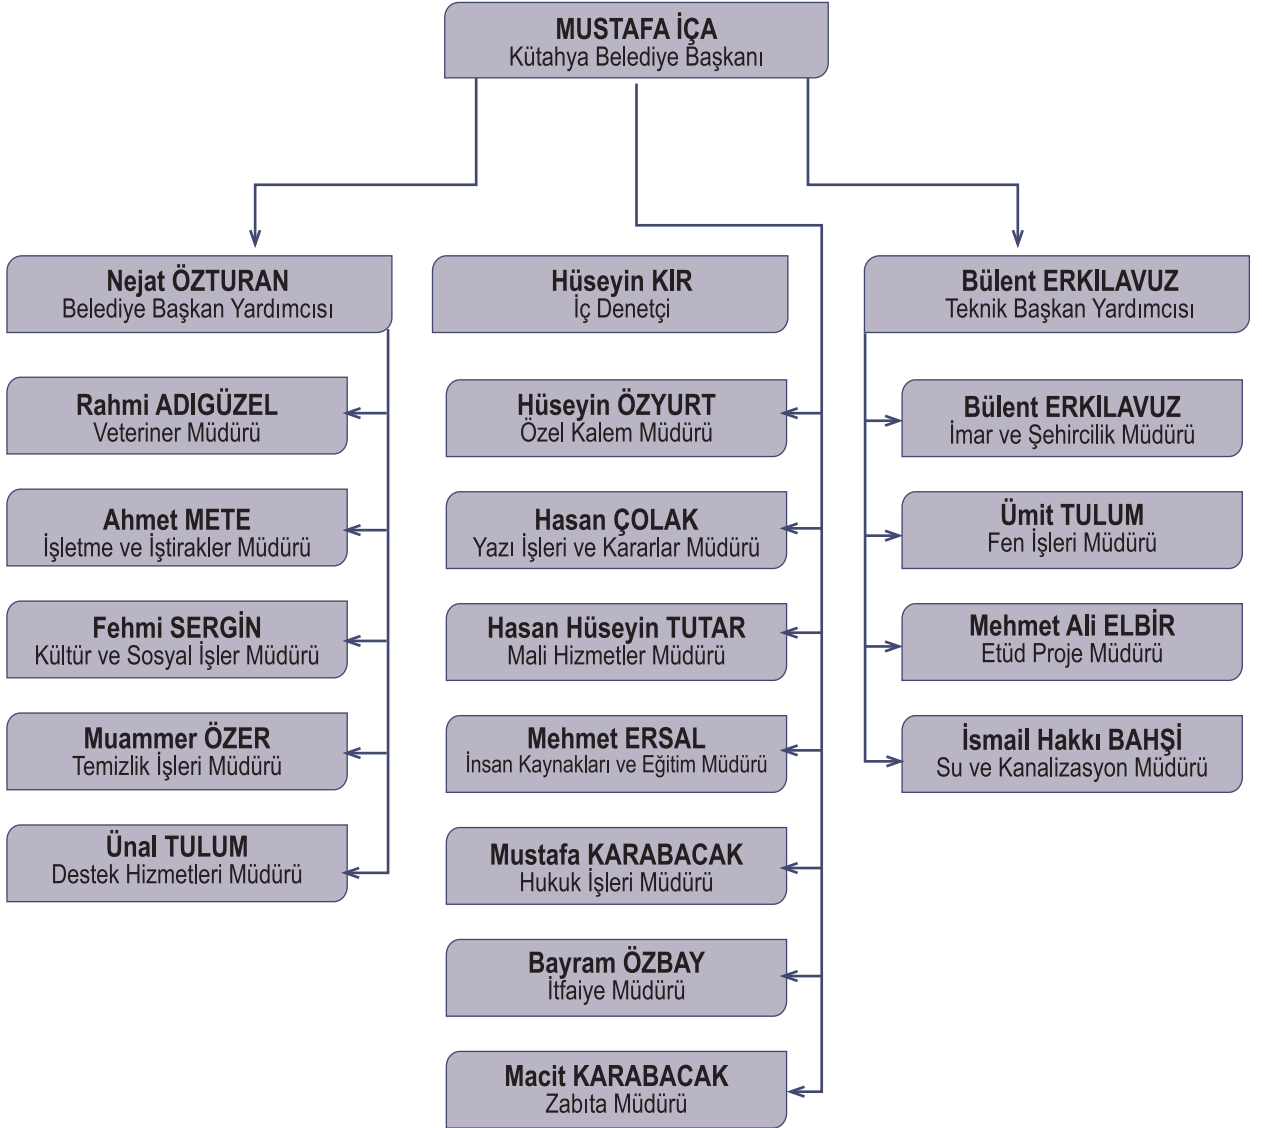 MUSTAFA İÇA
Kütahya Belediye Başkanı
Nejat ÖZTURAN
Belediye Başkan Yardımcısı
Rahmi ADIGÜZEL
Veteriner Müdürü
Ahmet METE
İşletme ve İştirakler Müdürü
Fehmi SERGİN
Kültür ve Sosyal İşler Müdürü
Muammer ÖZER
Temizlik İşleri Müdürü
Ünal TULUM
Destek Hizmetleri Müdürü
Hüseyin KIR
İç Denetçi
Hüseyin ÖZYURT
Özel Kalem Müdürü
Hasan ÇOLAK
Yazı İşleri ve Kararlar Müdürü
Hasan Hüseyin TUTAR
Mali Hizmetler Müdürü
Mehmet ERSAL
İnsan Kaynakları ve Eğitim Müdürü
Mustafa KARABACAK
Hukuk İşleri Müdürü
Bayram ÖZBAY
İtfaiye Müdürü
Macit KARABACAK
Zabıta Müdürü
Bülent ERKILAVUZ
Teknik Başkan Yardımcısı
Bülent ERKILAVUZ
İmar ve Şehircilik Müdürü
Ümit TULUM
Fen İşleri Müdürü
Mehmet Ali ELBİR
Etüd Proje Müdürü
İsmail Hakkı BAHŞİ
Su ve Kanalizasyon Müdürü